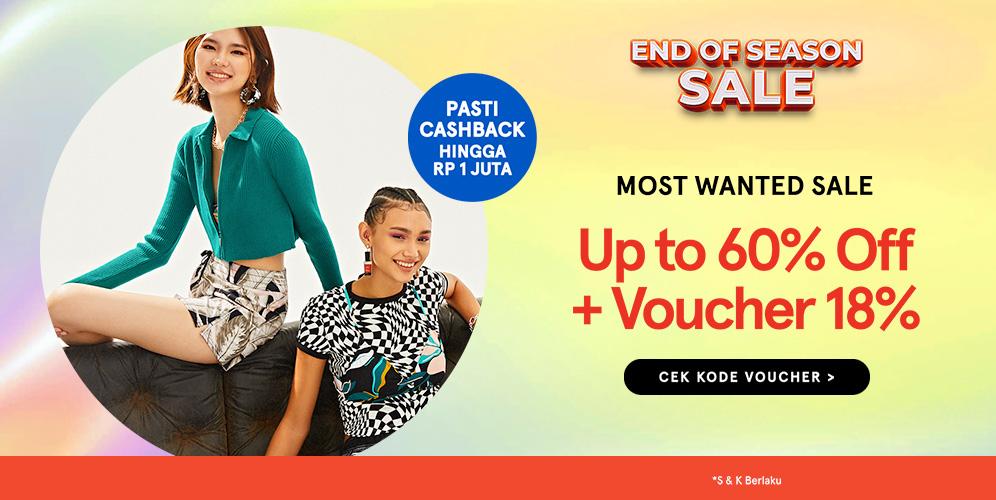 PASTI
CASHBACK
HINGGA
RP 1 JUTA
END OF SEASON
SALE
MOST WANTED SALE
Up to 60% Off
+ Voucher 18%
CEK KODE VOUCHER >
*S & K Berlaku